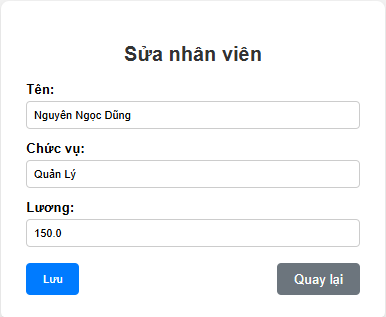 Sửa nhân viên
Tên:
Nguyên Ngọc Dũng
Chức vụ:
Quản Lý
Lương:
150.0
Lưu
Quay lại